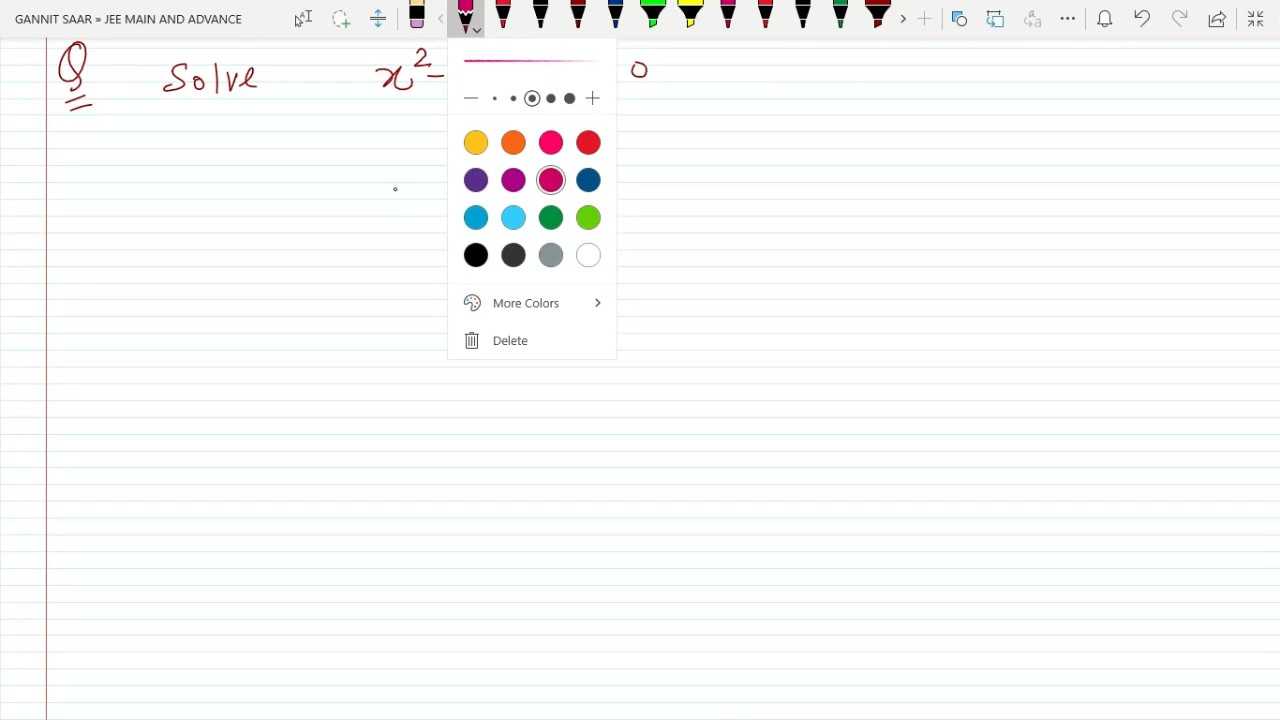 GANNIT SAAR » JEE MAIN AND ADVANCE
Q Solve x² - 0
More Colors
Delete